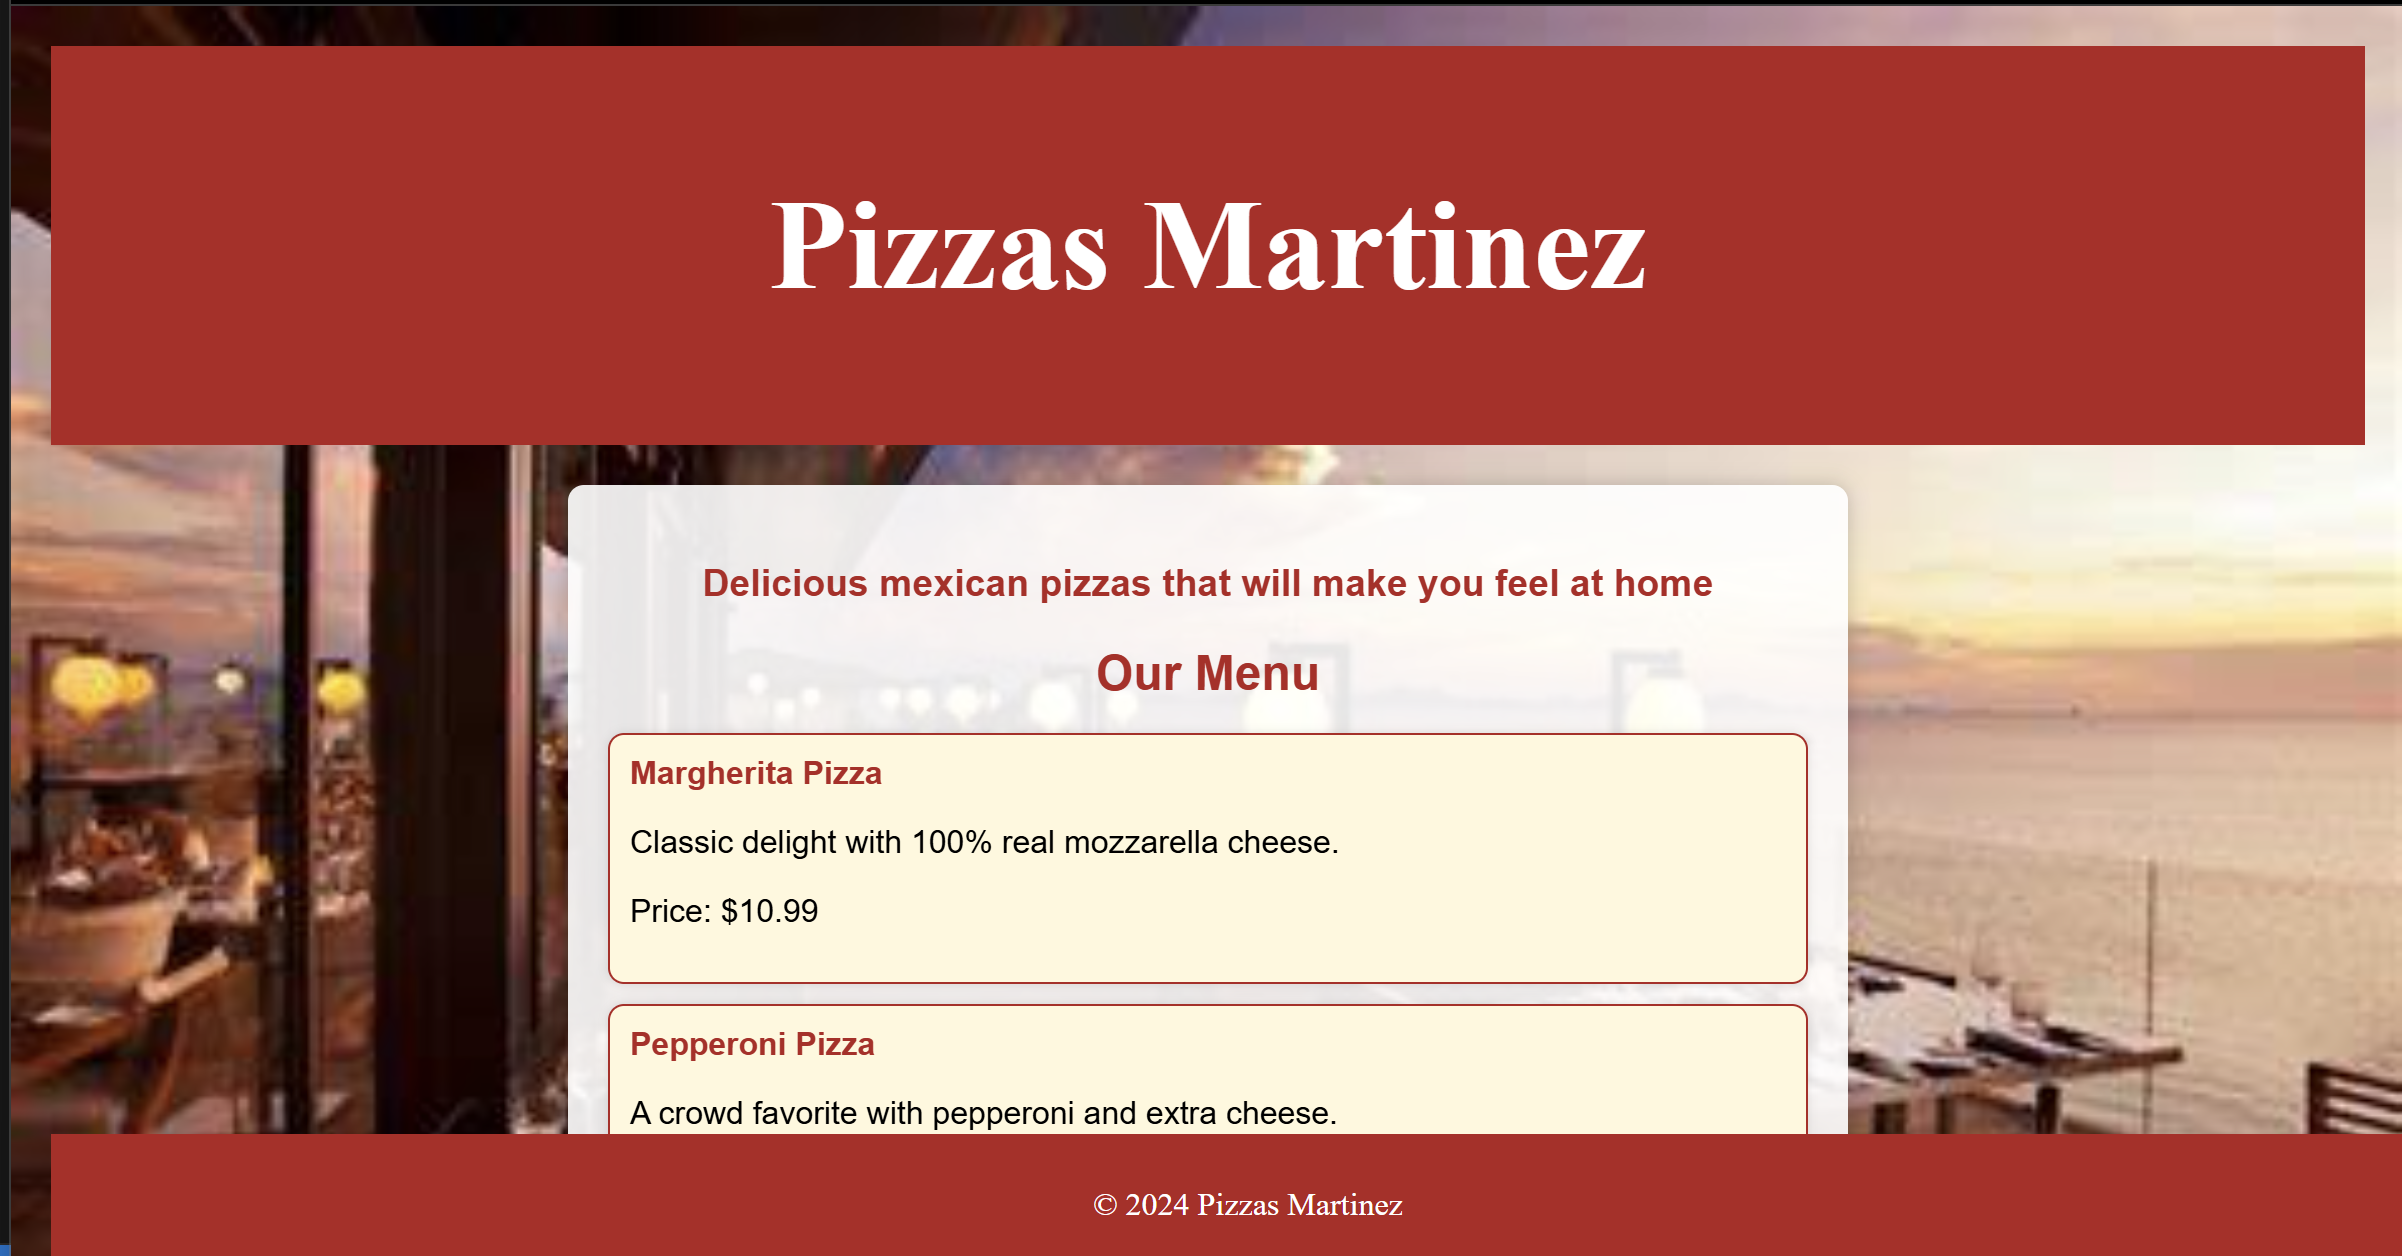 Pizzas Martinez
Delicious mexican pizzas that will make you feel at home
Our Menu
Margherita Pizza
Classic delight with 100% real mozzarella cheese.
Price: $10.99
Pepperoni Pizza
A crowd favorite with pepperoni and extra cheese.
© 2024 Pizzas Martinez